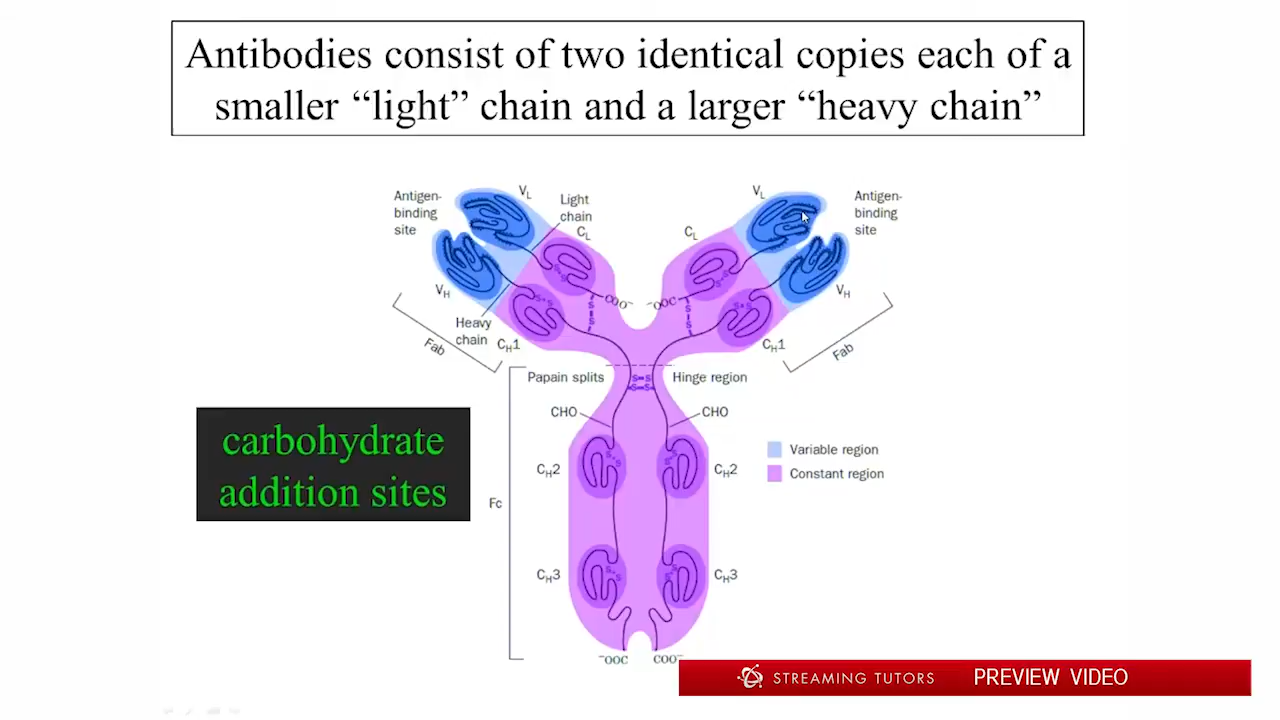 Antibodies consist of two identical copies each of a
smaller “light” chain and a larger “heavy chain”
Antigen-
binding
site
VL
Light
chain
CL
VH
Heavy
chain
CH1
Fab
COO⁻
S
S
S-S
S-S
VL
Antigen-
binding
site
CL
VH
CH1
Fab
⁻OOC
S
S
S-S
S-S
Papain splits
S
S
S
S
Hinge region
CHO
CHO
carbohydrate
addition sites
CH2
S-S
S-S
CH2
Variable region
Constant region
Fc
CH3
S-S
S-S
CH3
⁻OOC
COO⁻
STREAMING TUTORS PREVIEW VIDEO